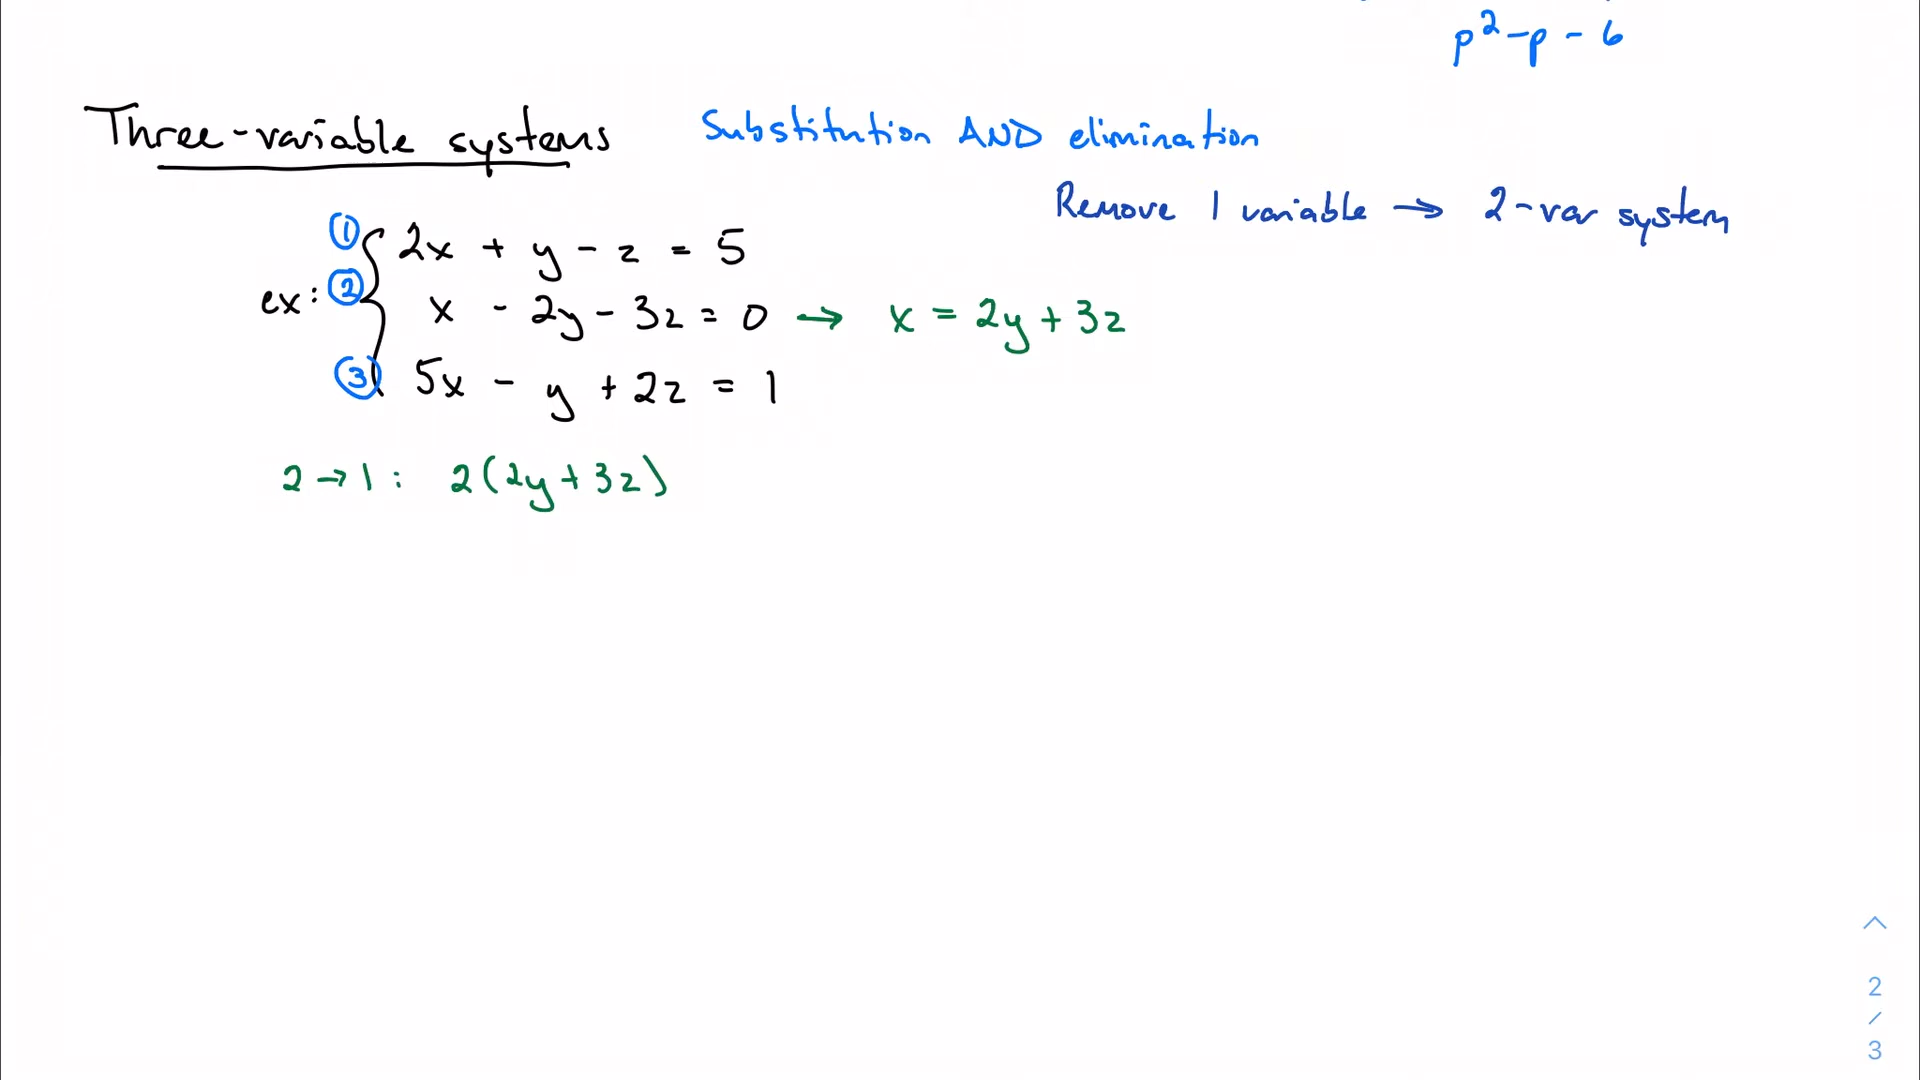 p² - p - 6
Three-variable systems Substitution AND elimination
Remove 1 variable → 2-var system
① 2x + y - z = 5
ex: ② x - 2y - 3z = 0 → x = 2y + 3z
③ 5x - y + 2z = 1
2 → 1: 2(2y + 3z)
2
/
3